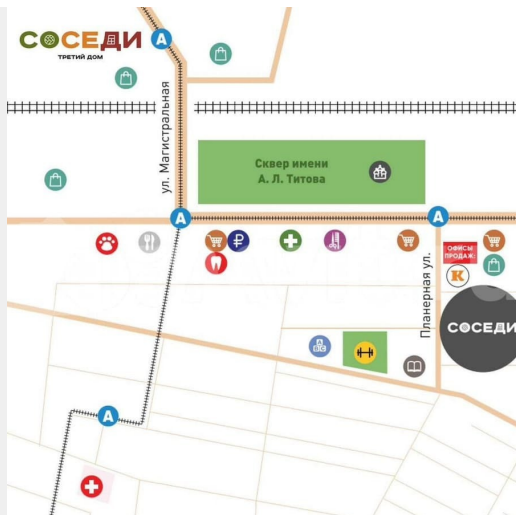 СОСЕДИ
ТРЕТИЙ ДОМ
А
ул. Магистральная
Сквер имени
А. Л. Титова
А
А
₽
ОФИСЫ
ПРОДАЖ:
К
Планерная ул.
СОСЕДИ
А